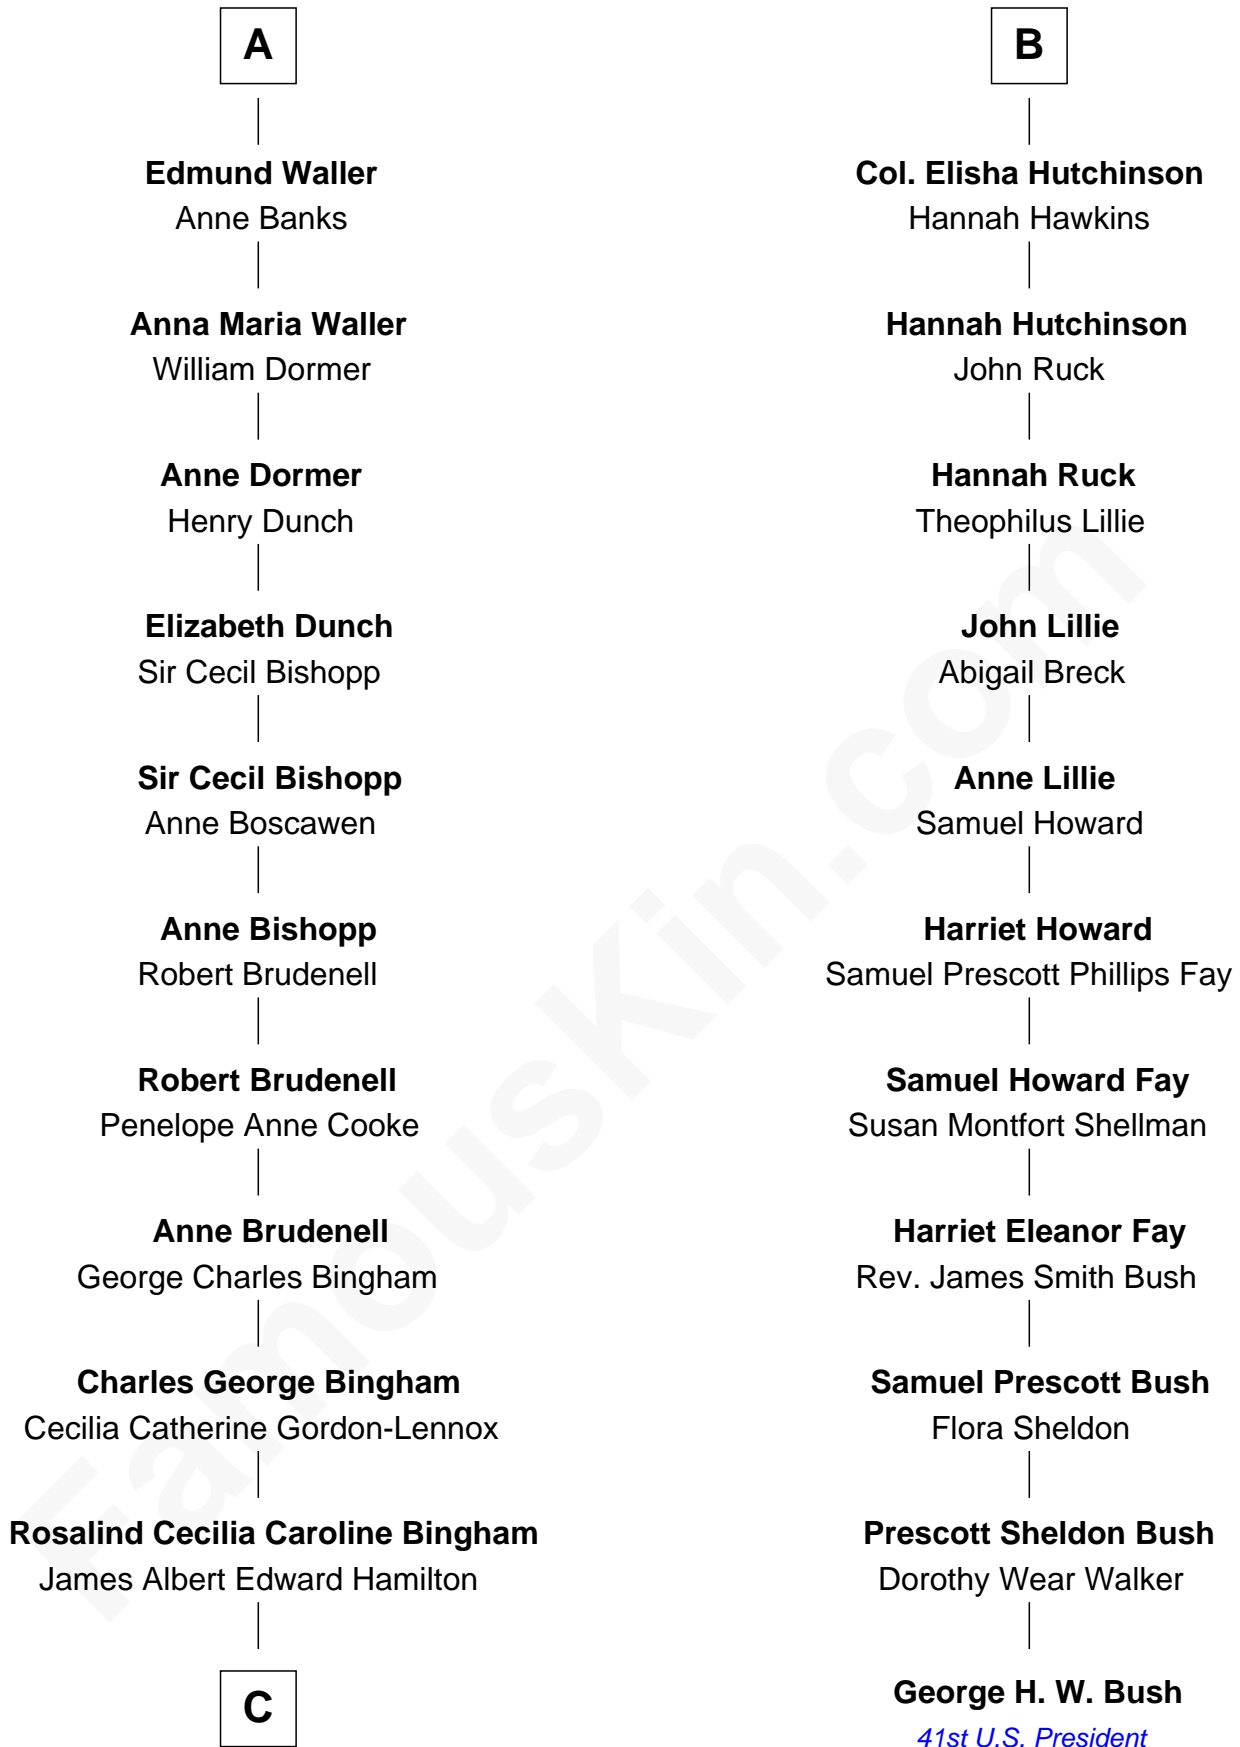 A
Edmund Waller
Anne Banks
Anna Maria Waller
William Dormer
Anne Dormer
Henry Dunch
Elizabeth Dunch
Sir Cecil Bishopp
Sir Cecil Bishopp
Anne Boscawen
Anne Bishopp
Robert Brudenell
Robert Brudenell
Penelope Anne Cooke
Anne Brudenell
George Charles Bingham
Charles George Bingham
Cecilia Catherine Gordon-Lennox
Rosalind Cecilia Caroline Bingham
James Albert Edward Hamilton
C
B
Col. Elisha Hutchinson
Hannah Hawkins
Hannah Hutchinson
John Ruck
Hannah Ruck
Theophilus Lillie
John Lillie
Abigail Breck
Anne Lillie
Samuel Howard
Harriet Howard
Samuel Prescott Phillips Fay
Samuel Howard Fay
Susan Montfort Shellman
Harriet Eleanor Fay
Rev. James Smith Bush
Samuel Prescott Bush
Flora Sheldon
Prescott Sheldon Bush
Dorothy Wear Walker
George H. W. Bush
41st U.S. President
FamousKin.com